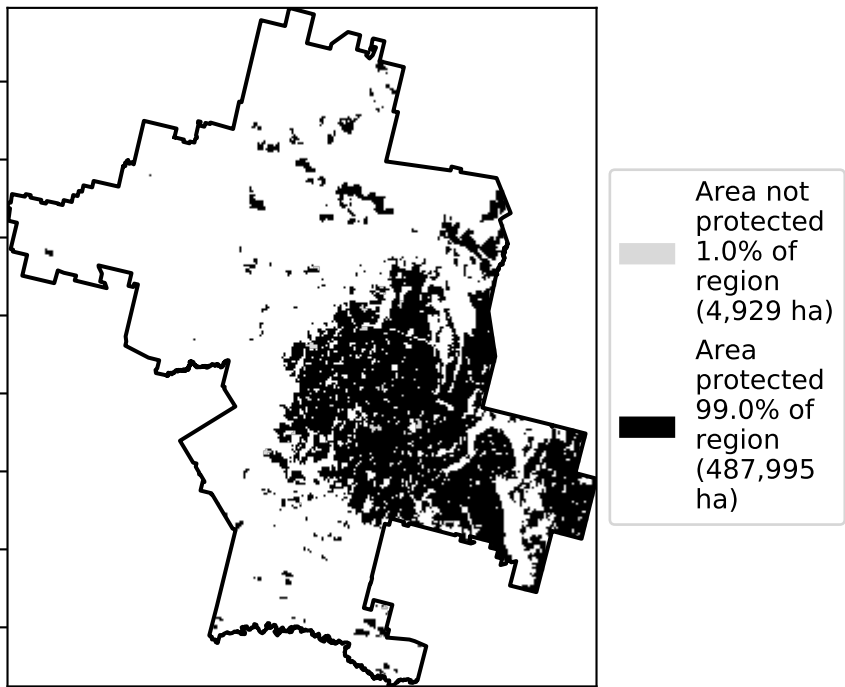 Area not
protected
1.0% of
region
(4,929 ha)
Area
protected
99.0% of
region
(487,995
ha)